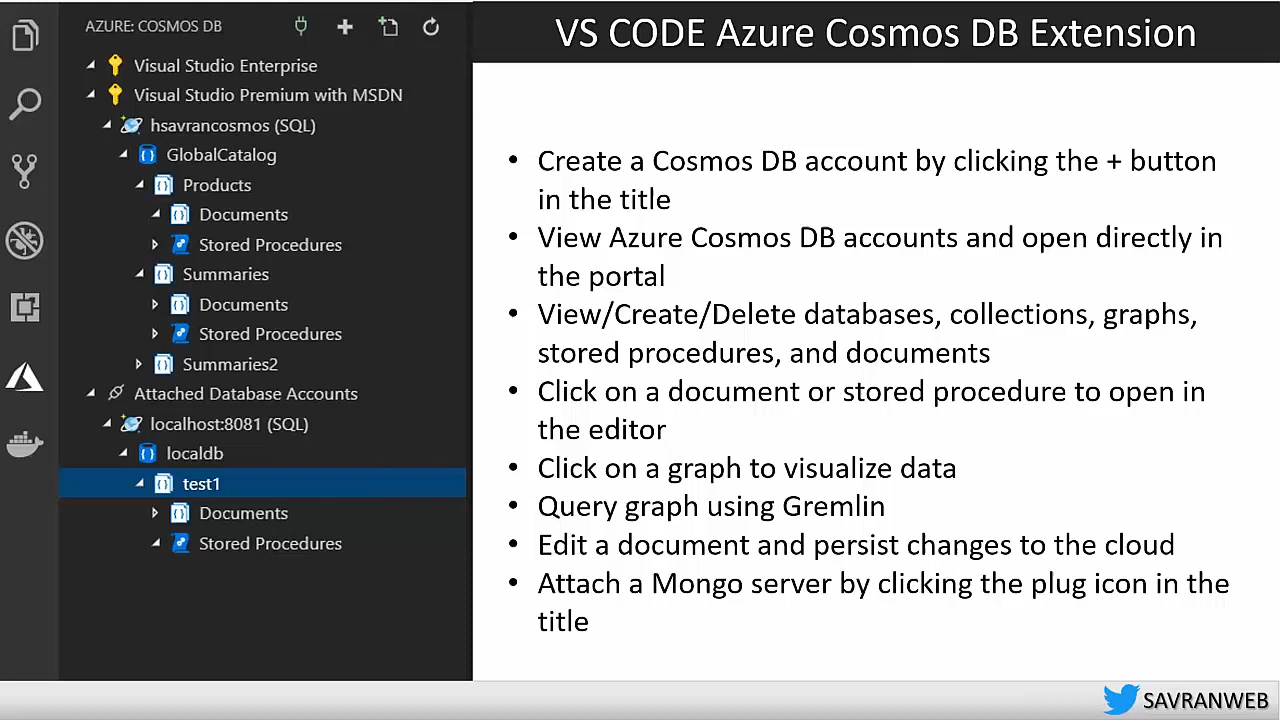 AZURE: COSMOS DB
Visual Studio Enterprise
Visual Studio Premium with MSDN
hsavrancosmos (SQL)
GlobalCatalog
Products
Documents
Stored Procedures
Summaries
Documents
Stored Procedures
Summaries2
Attached Database Accounts
localhost:8081 (SQL)
localdb
test1
Documents
Stored Procedures
VS CODE Azure Cosmos DB Extension
• Create a Cosmos DB account by clicking the + button
in the title
• View Azure Cosmos DB accounts and open directly in
the portal
• View/Create/Delete databases, collections, graphs,
stored procedures, and documents
• Click on a document or stored procedure to open in
the editor
• Click on a graph to visualize data
• Query graph using Gremlin
• Edit a document and persist changes to the cloud
• Attach a Mongo server by clicking the plug icon in the
title
SAVRANWEB